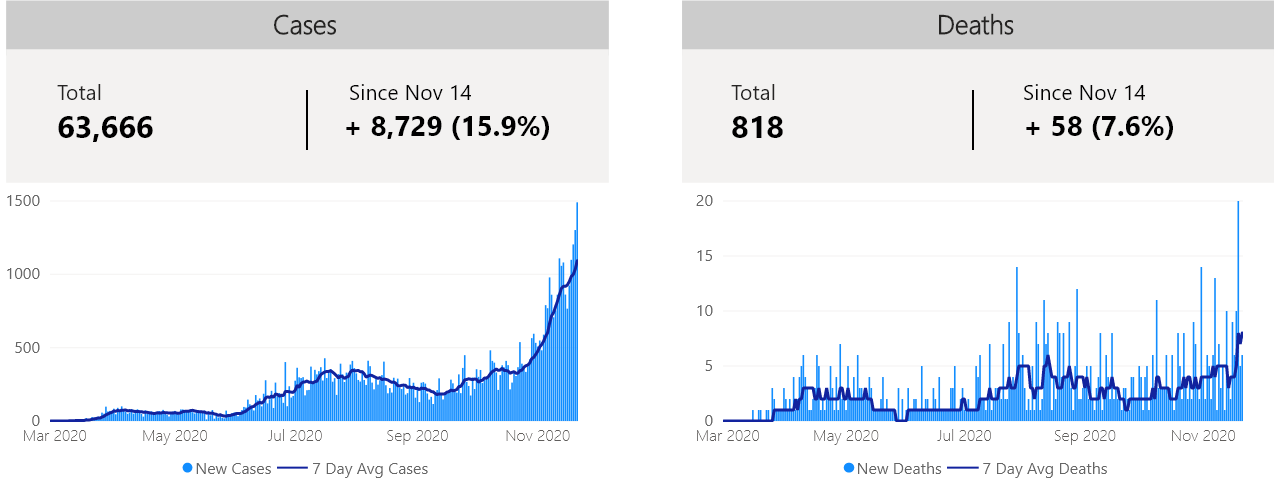 Cases
Total
Since Nov 14
63,666
+ 8,729 (15.9%)
1500
1000
500
0
Mar 2020 May 2020 Jul 2020 Sep 2020 Nov 2020
New Cases 7 Day Avg Cases
Deaths
Total
Since Nov 14
818
+ 58 (7.6%)
20
15
10
5
0
Mar 2020 May 2020 Jul 2020 Sep 2020 Nov 2020
New Deaths 7 Day Avg Deaths